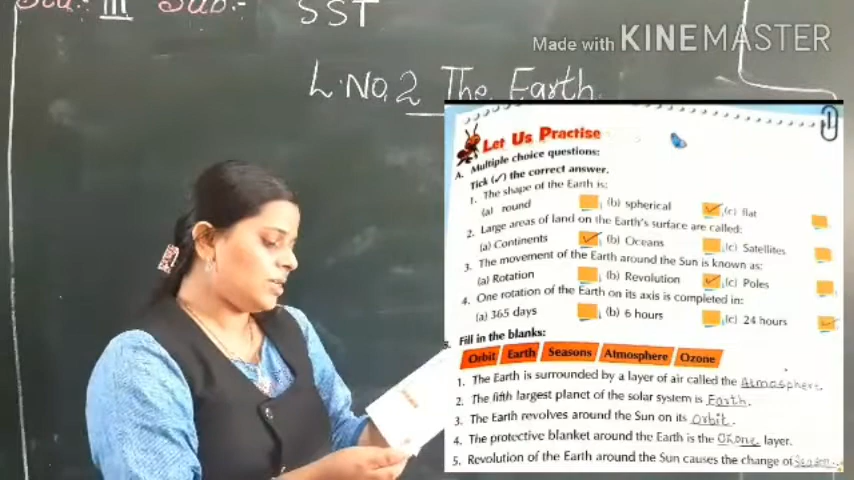 Std:- III Sub:- SST
Made with KINEMASTER
L.No.2 The Earth.
Let Us Practise
A. Multiple choice questions:
Tick (✓) the correct answer.
1. The shape of the Earth is:
(a) round (b) spherical ✓ (c) flat
2. Large areas of land on the Earth's surface are called:
(a) Continents ✓ (b) Oceans (c) Satellites
3. The movement of the Earth around the Sun is known as:
(a) Rotation (b) Revolution ✓ (c) Poles
4. One rotation of the Earth on its axis is completed in:
(a) 365 days (b) 6 hours (c) 24 hours ✓
B. Fill in the blanks:
Orbit Earth Seasons Atmosphere Ozone
1. The Earth is surrounded by a layer of air called the Atmosphere.
2. The fifth largest planet of the solar system is Earth.
3. The Earth revolves around the Sun on its Orbit.
4. The protective blanket around the Earth is the Ozone layer.
5. Revolution of the Earth around the Sun causes the change of